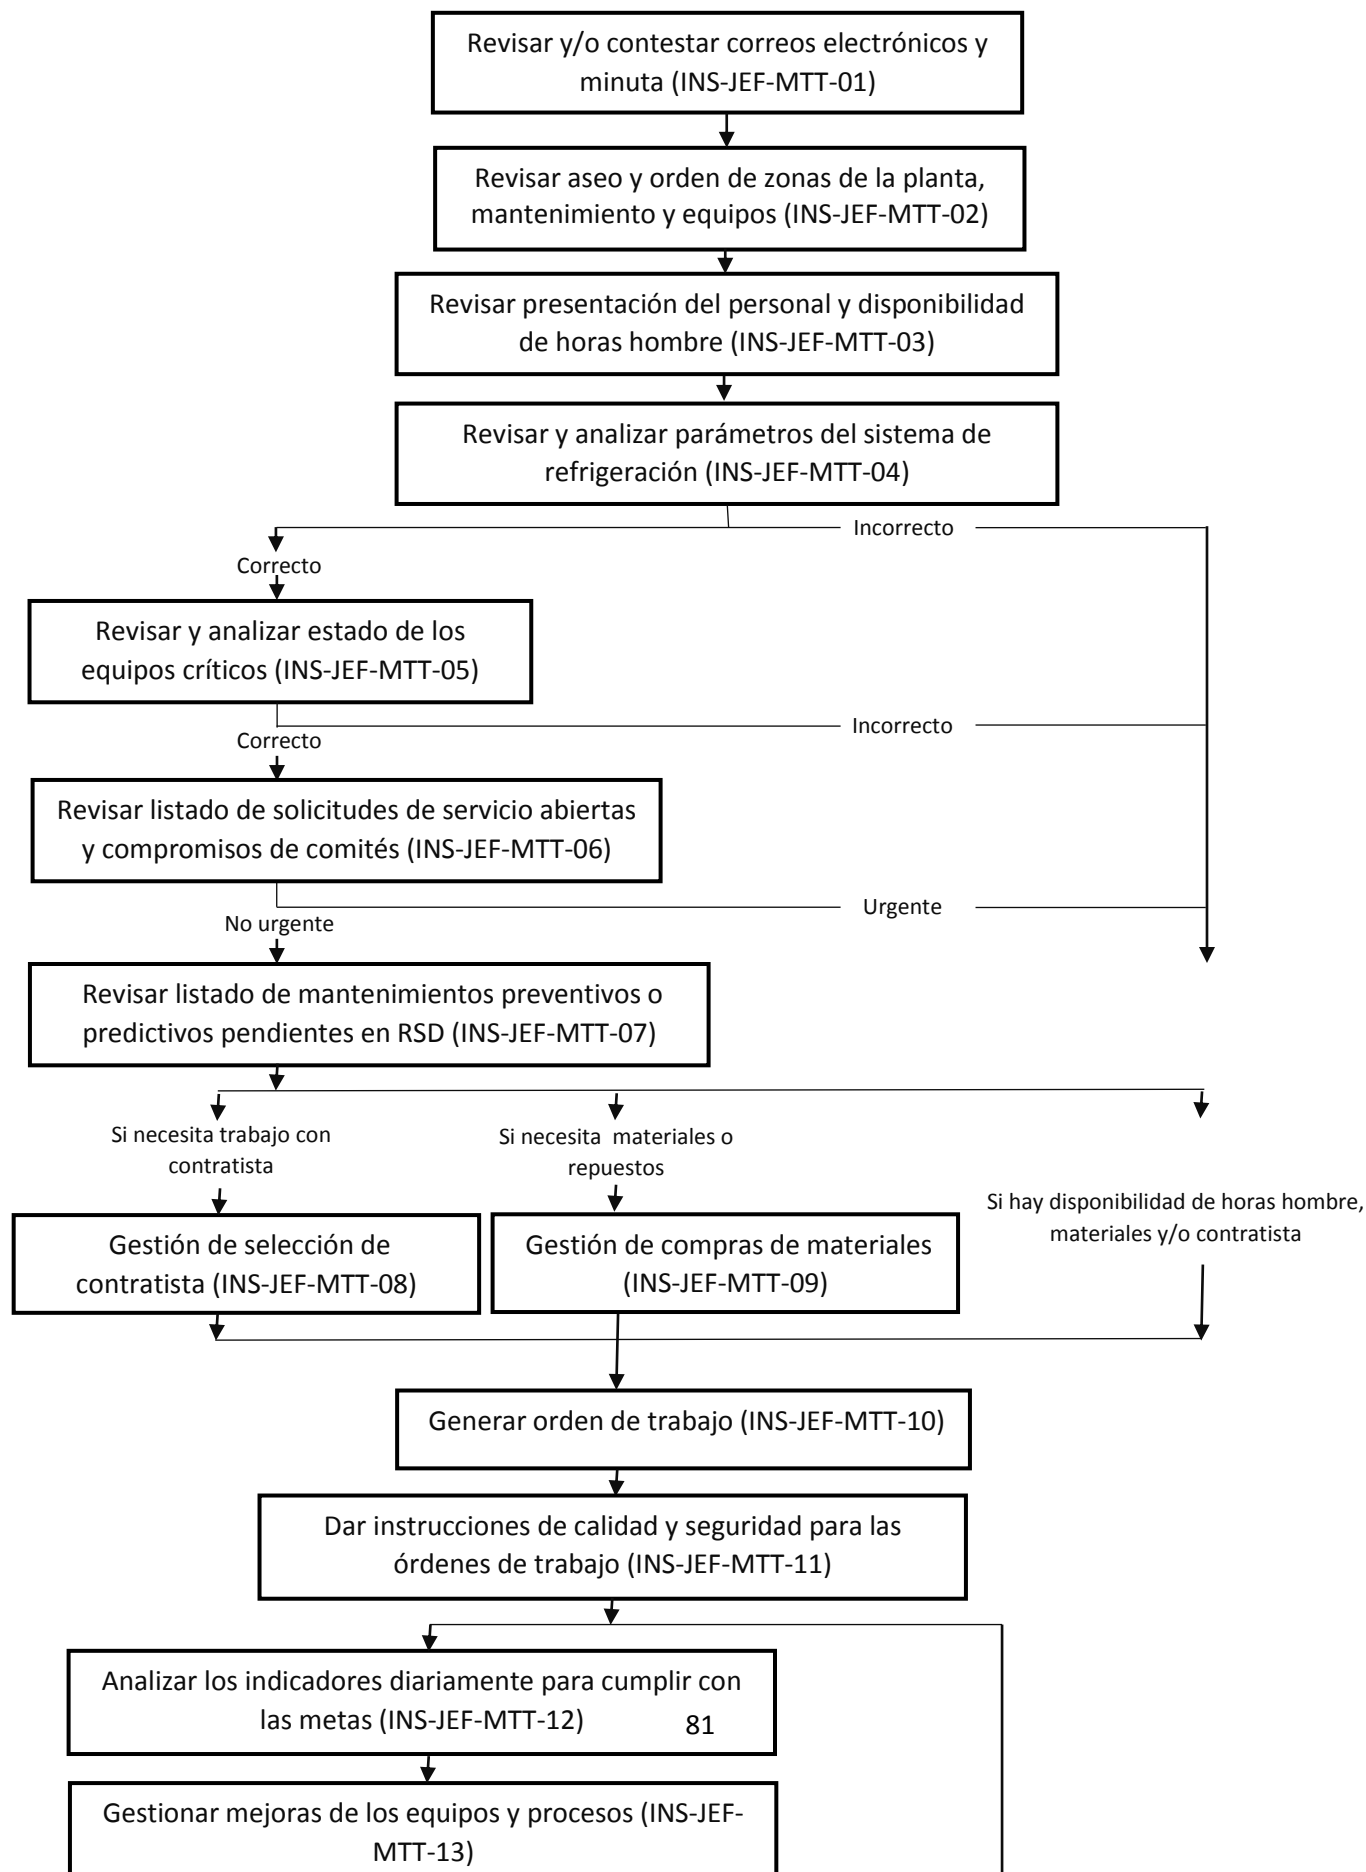 Revisar y/o contestar correos electrónicos y
minuta (INS-JEF-MTT-01)
Revisar aseo y orden de zonas de la planta,
mantenimiento y equipos (INS-JEF-MTT-02)
Revisar presentación del personal y disponibilidad
de horas hombre (INS-JEF-MTT-03)
Revisar y analizar parámetros del sistema de
refrigeración (INS-JEF-MTT-04)
Incorrecto
Correcto
Revisar y analizar estado de los
equipos críticos (INS-JEF-MTT-05)
Incorrecto
Correcto
Revisar listado de solicitudes de servicio abiertas
y compromisos de comités (INS-JEF-MTT-06)
Urgente
No urgente
Revisar listado de mantenimientos preventivos o
predictivos pendientes en RSD (INS-JEF-MTT-07)
Si necesita trabajo con
contratista
Si necesita  materiales o
repuestos
Si hay disponibilidad de horas hombre,
materiales y/o contratista
Gestión de selección de
contratista (INS-JEF-MTT-08)
Gestión de compras de materiales
(INS-JEF-MTT-09)
Generar orden de trabajo (INS-JEF-MTT-10)
Dar instrucciones de calidad y seguridad para las
órdenes de trabajo (INS-JEF-MTT-11)
Analizar los indicadores diariamente para cumplir con
las metas (INS-JEF-MTT-12)
81
Gestionar mejoras de los equipos y procesos (INS-JEF-
MTT-13)